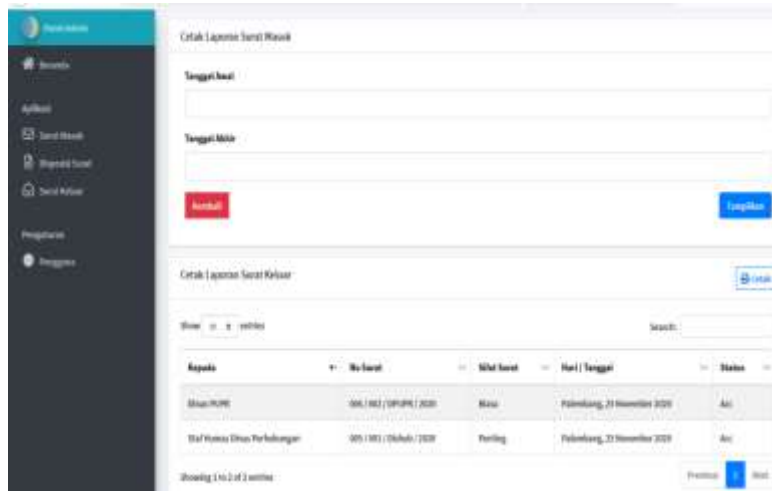 Beranda
Aplikasi
Surat Masuk
Disposisi Surat
Surat Keluar
Pengaturan
Pengguna
Cetak Laporan Surat Masuk
Tanggal Awal
Tanggal Akhir
Kembali Tampilkan
Cetak Laporan Surat Keluar Cetak
Show entries Search:
Kepada No Surat Sifat Surat Hari / Tanggal Status
Dinas PUPR Biasa Palembang, November 2020 Acc
Staf Humas Dinas Perhubungan Penting Palembang, November 2020 Acc
Showing 1 to 2 of 2 entries Previous 1 Next